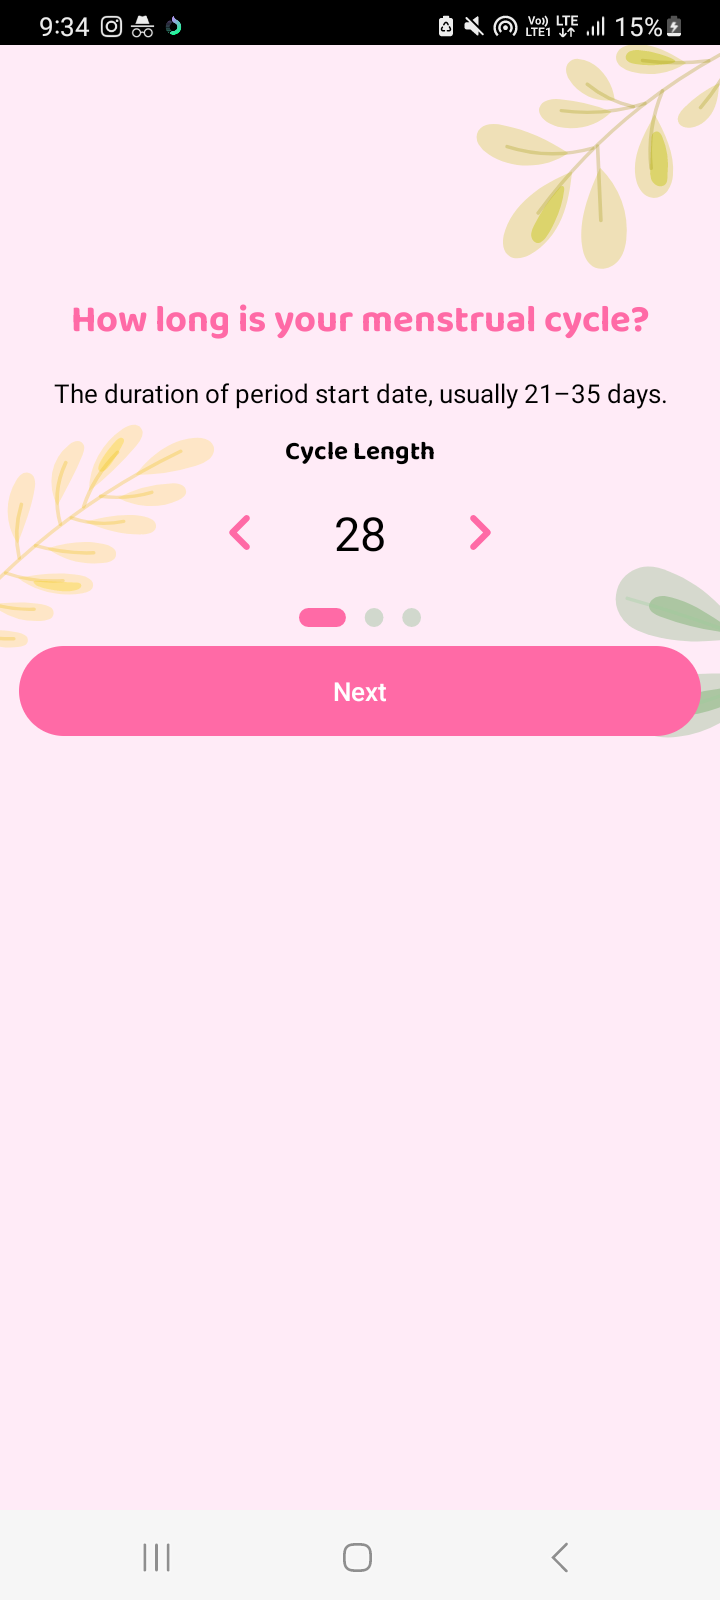 9:34 Vo)) LTE1 LTE 15%
How long is your menstrual cycle?
The duration of period start date, usually 21–35 days.
Cycle Length
28
Next